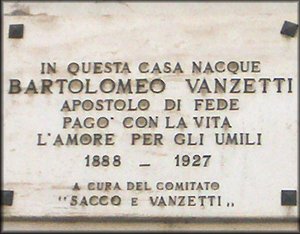 IN QUESTA CASA NACQUE
BARTOLOMEO VANZETTI
APOSTOLO DI FEDE
PAGO' CON LA VITA
L'AMORE PER GLI UMILI
1888 – 1927
A CURA DEL COMITATO
"SACCO E VANZETTI„